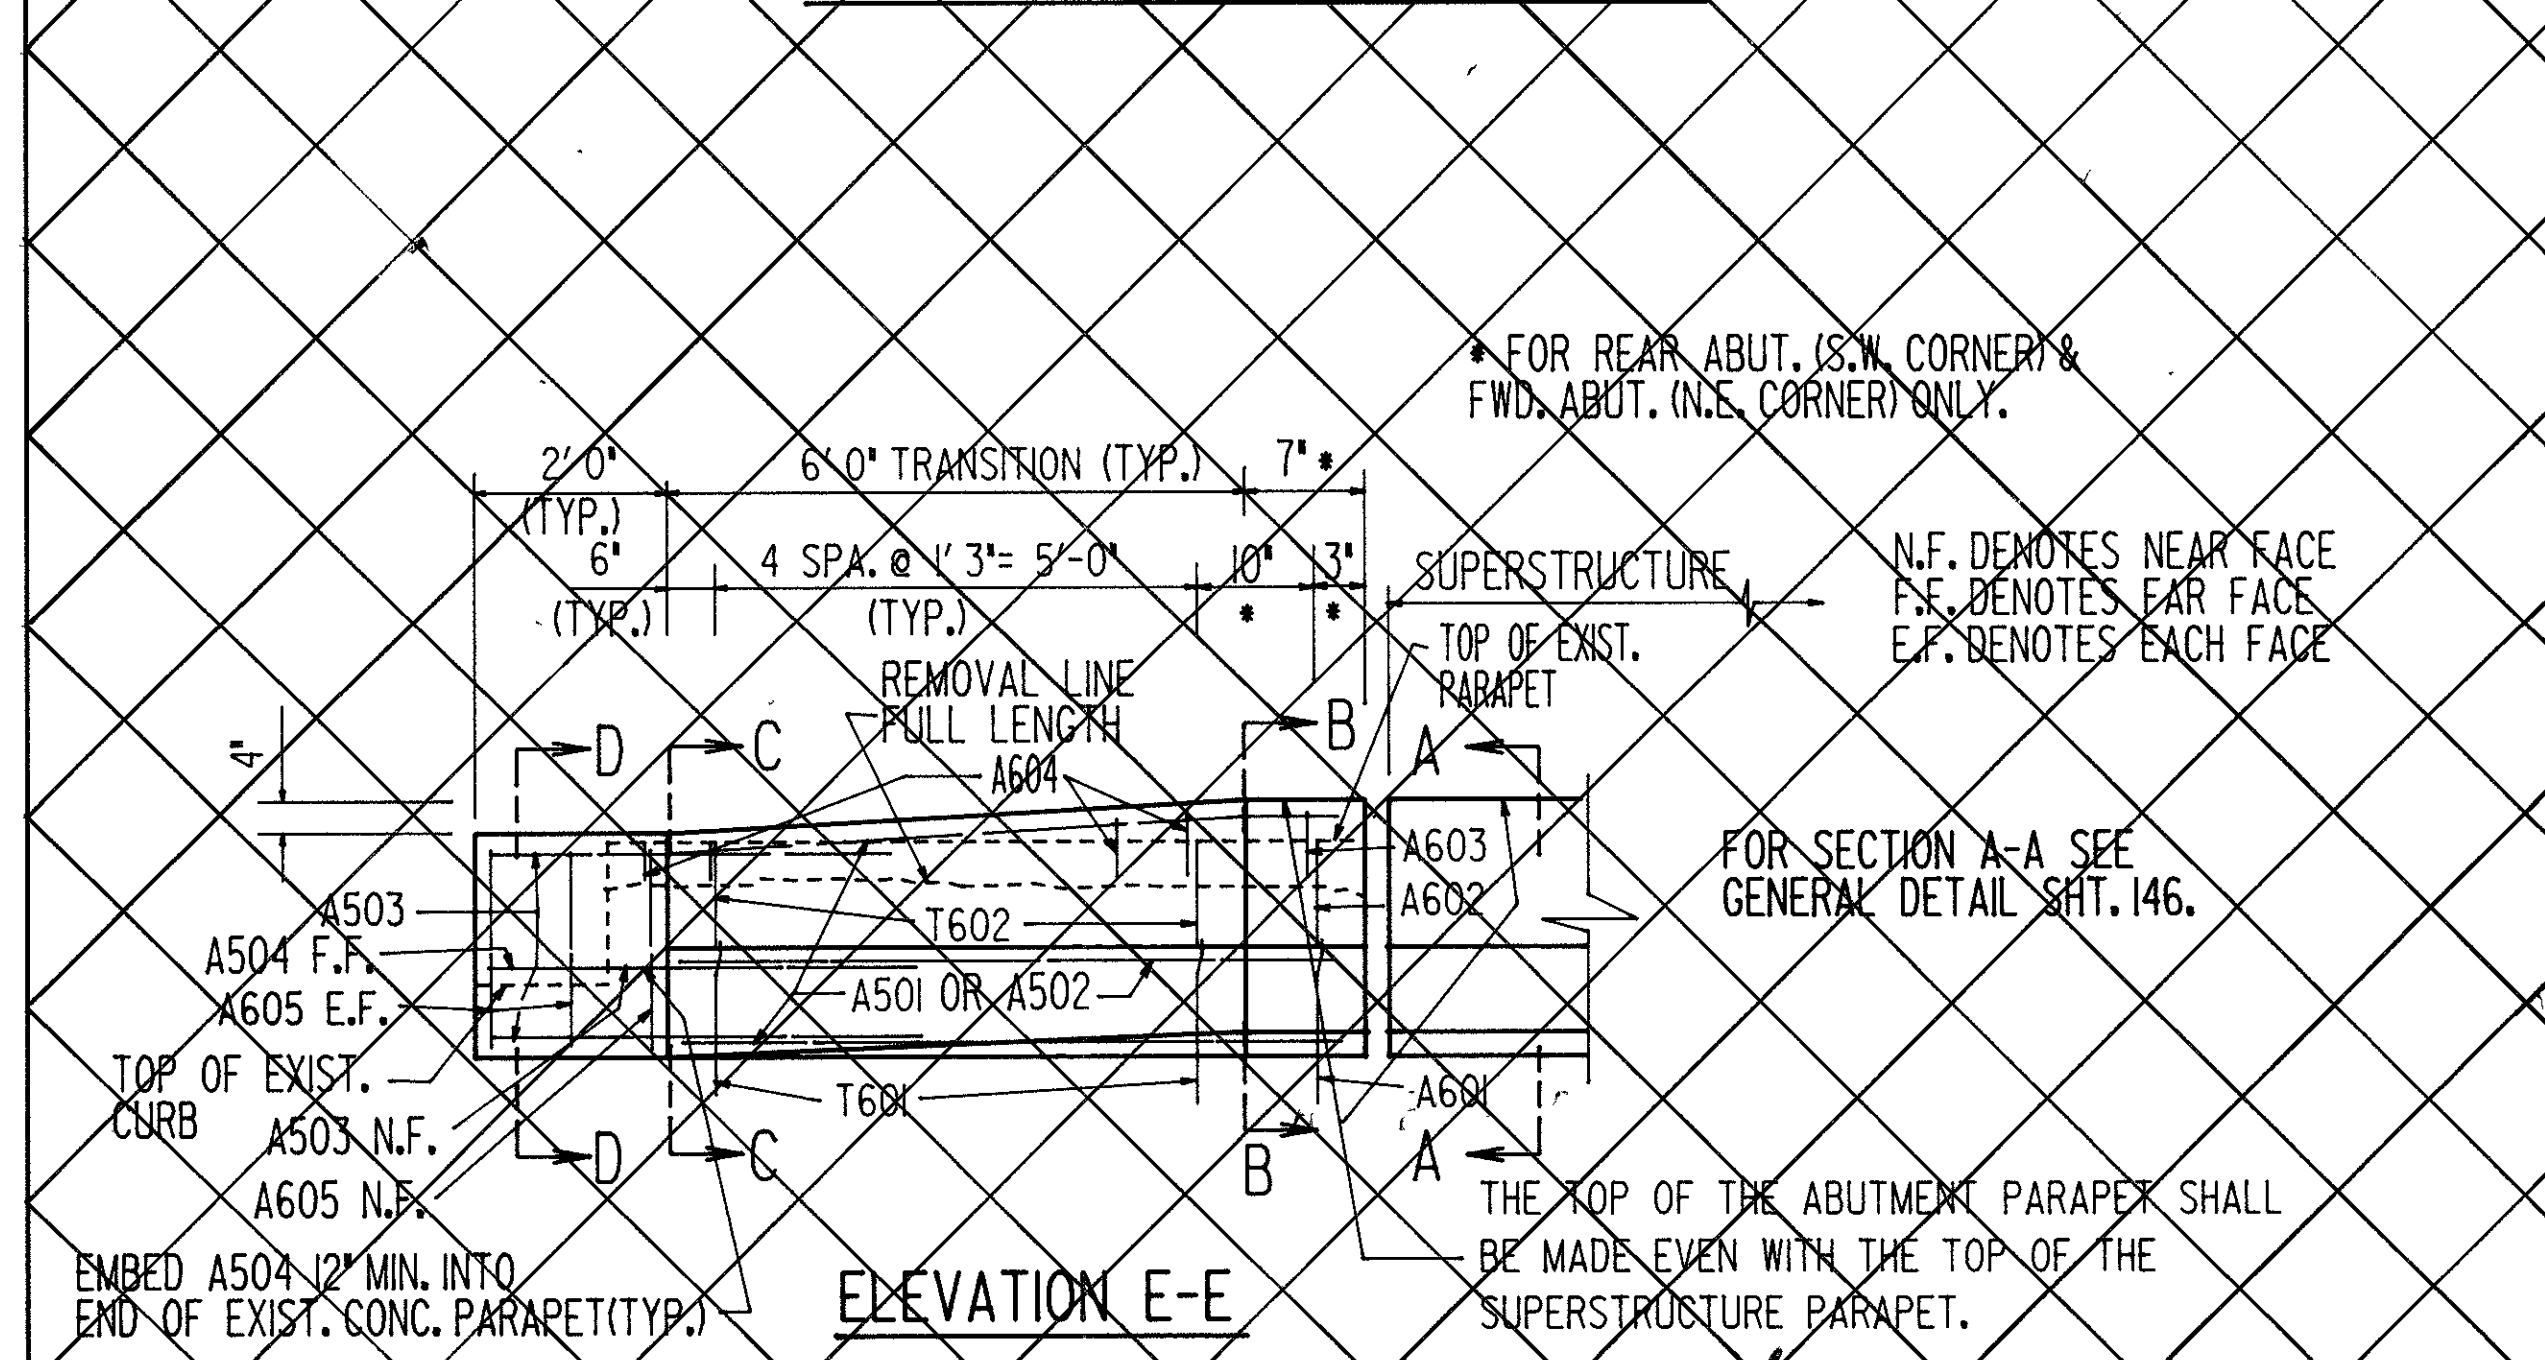 * FOR REAR ABUT. (S.W. CORNER) &
FWD. ABUT. (N.E. CORNER) ONLY.
2'0"
(TYP.)
6'0" TRANSITION (TYP.)
7" *
6"
(TYP.)
4 SPA. @ 1'3"= 5'-0"
(TYP.)
10"
*
3"
*
SUPERSTRUCTURE
N.F. DENOTES NEAR FACE
F.F. DENOTES FAR FACE
E.F. DENOTES EACH FACE
TOP OF EXIST.
PARAPET
REMOVAL LINE
FULL LENGTH
4"
D
C
B
A
A604
A603
A602
FOR SECTION A-A SEE
GENERAL DETAIL SHT. 146.
A503
T602
A504 F.F.
A605 E.F.
A501 OR A502
TOP OF EXIST.
CURB
T601
A601
A503 N.F.
D
C
B
A
A605 N.F.
THE TOP OF THE ABUTMENT PARAPET SHALL
BE MADE EVEN WITH THE TOP OF THE
SUPERSTRUCTURE PARAPET.
EMBED A504 12" MIN. INTO
END OF EXIST. CONC. PARAPET(TYP.)
ELEVATION E-E